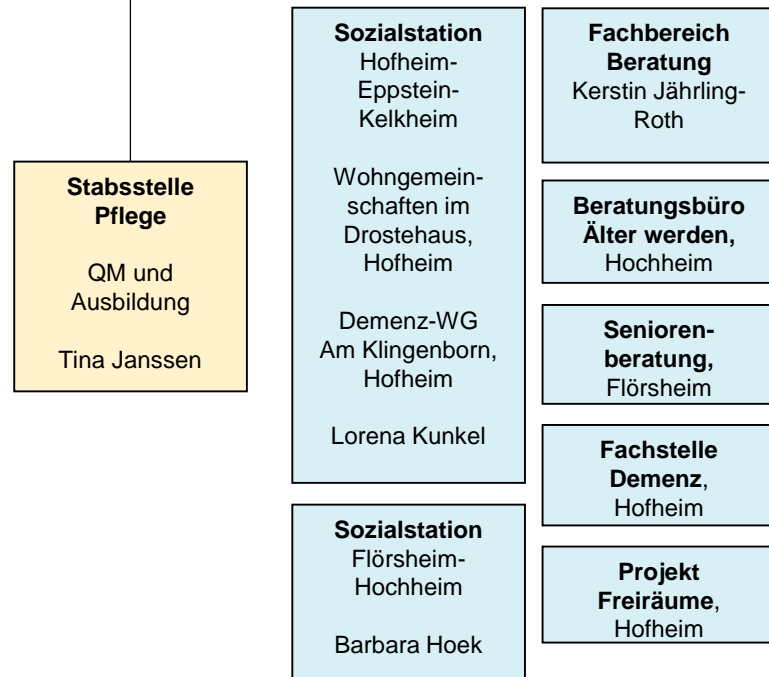 Stabsstelle
Pflege
QM und
Ausbildung
Tina Janssen
Sozialstation
Hofheim-
Eppstein-
Kelkheim
Wohngemein-
schaften im
Drostehaus,
Hofheim
Demenz-WG
Am Klingenborn,
Hofheim
Lorena Kunkel
Sozialstation
Flörsheim-
Hochheim
Barbara Hoek
Fachbereich
Beratung
Kerstin Jährling-
Roth
Beratungsbüro
Älter werden,
Hochheim
Senioren-
beratung,
Flörsheim
Fachstelle
Demenz,
Hofheim
Projekt
Freiräume,
Hofheim